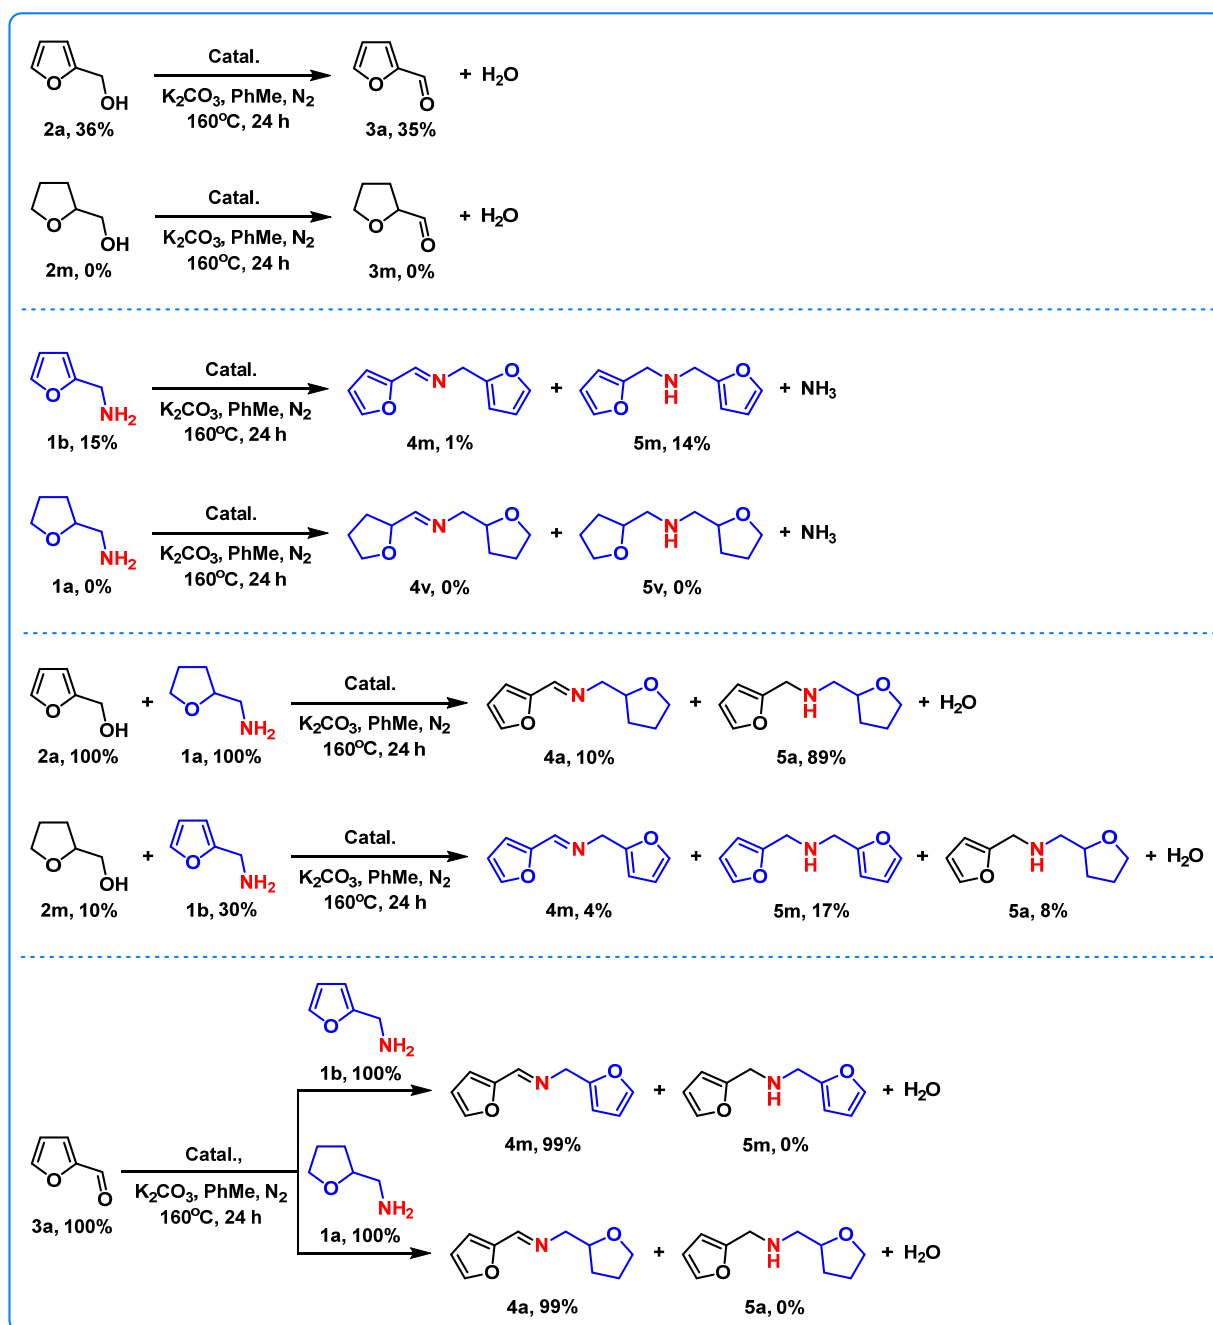 Catal.
K₂CO₃, PhMe, N₂
160°C, 24 h
O
OH
2a, 36%
O
O
3a, 35%
+ H₂O
Catal.
K₂CO₃, PhMe, N₂
160°C, 24 h
O
OH
2m, 0%
O
O
3m, 0%
+ H₂O
Catal.
K₂CO₃, PhMe, N₂
160°C, 24 h
O
NH₂
1b, 15%
O
N
O
4m, 1%
+
O
N
H
O
5m, 14%
+ NH₃
Catal.
K₂CO₃, PhMe, N₂
160°C, 24 h
O
NH₂
1a, 0%
O
N
O
4v, 0%
+
O
N
H
O
5v, 0%
+ NH₃
O
OH
2a, 100%
+
O
NH₂
1a, 100%
Catal.
K₂CO₃, PhMe, N₂
160°C, 24 h
O
N
O
4a, 10%
+
O
N
H
O
5a, 89%
+ H₂O
O
OH
2m, 10%
+
O
NH₂
1b, 30%
Catal.
K₂CO₃, PhMe, N₂
160°C, 24 h
O
N
O
4m, 4%
+
O
N
H
O
5m, 17%
+
O
N
H
O
5a, 8%
+ H₂O
O
O
3a, 100%
Catal.,
K₂CO₃, PhMe, N₂
160°C, 24 h
O
NH₂
1b, 100%
O
N
O
4m, 99%
+
O
N
H
O
5m, 0%
+ H₂O
O
NH₂
1a, 100%
O
N
O
4a, 99%
+
O
N
H
O
5a, 0%
+ H₂O